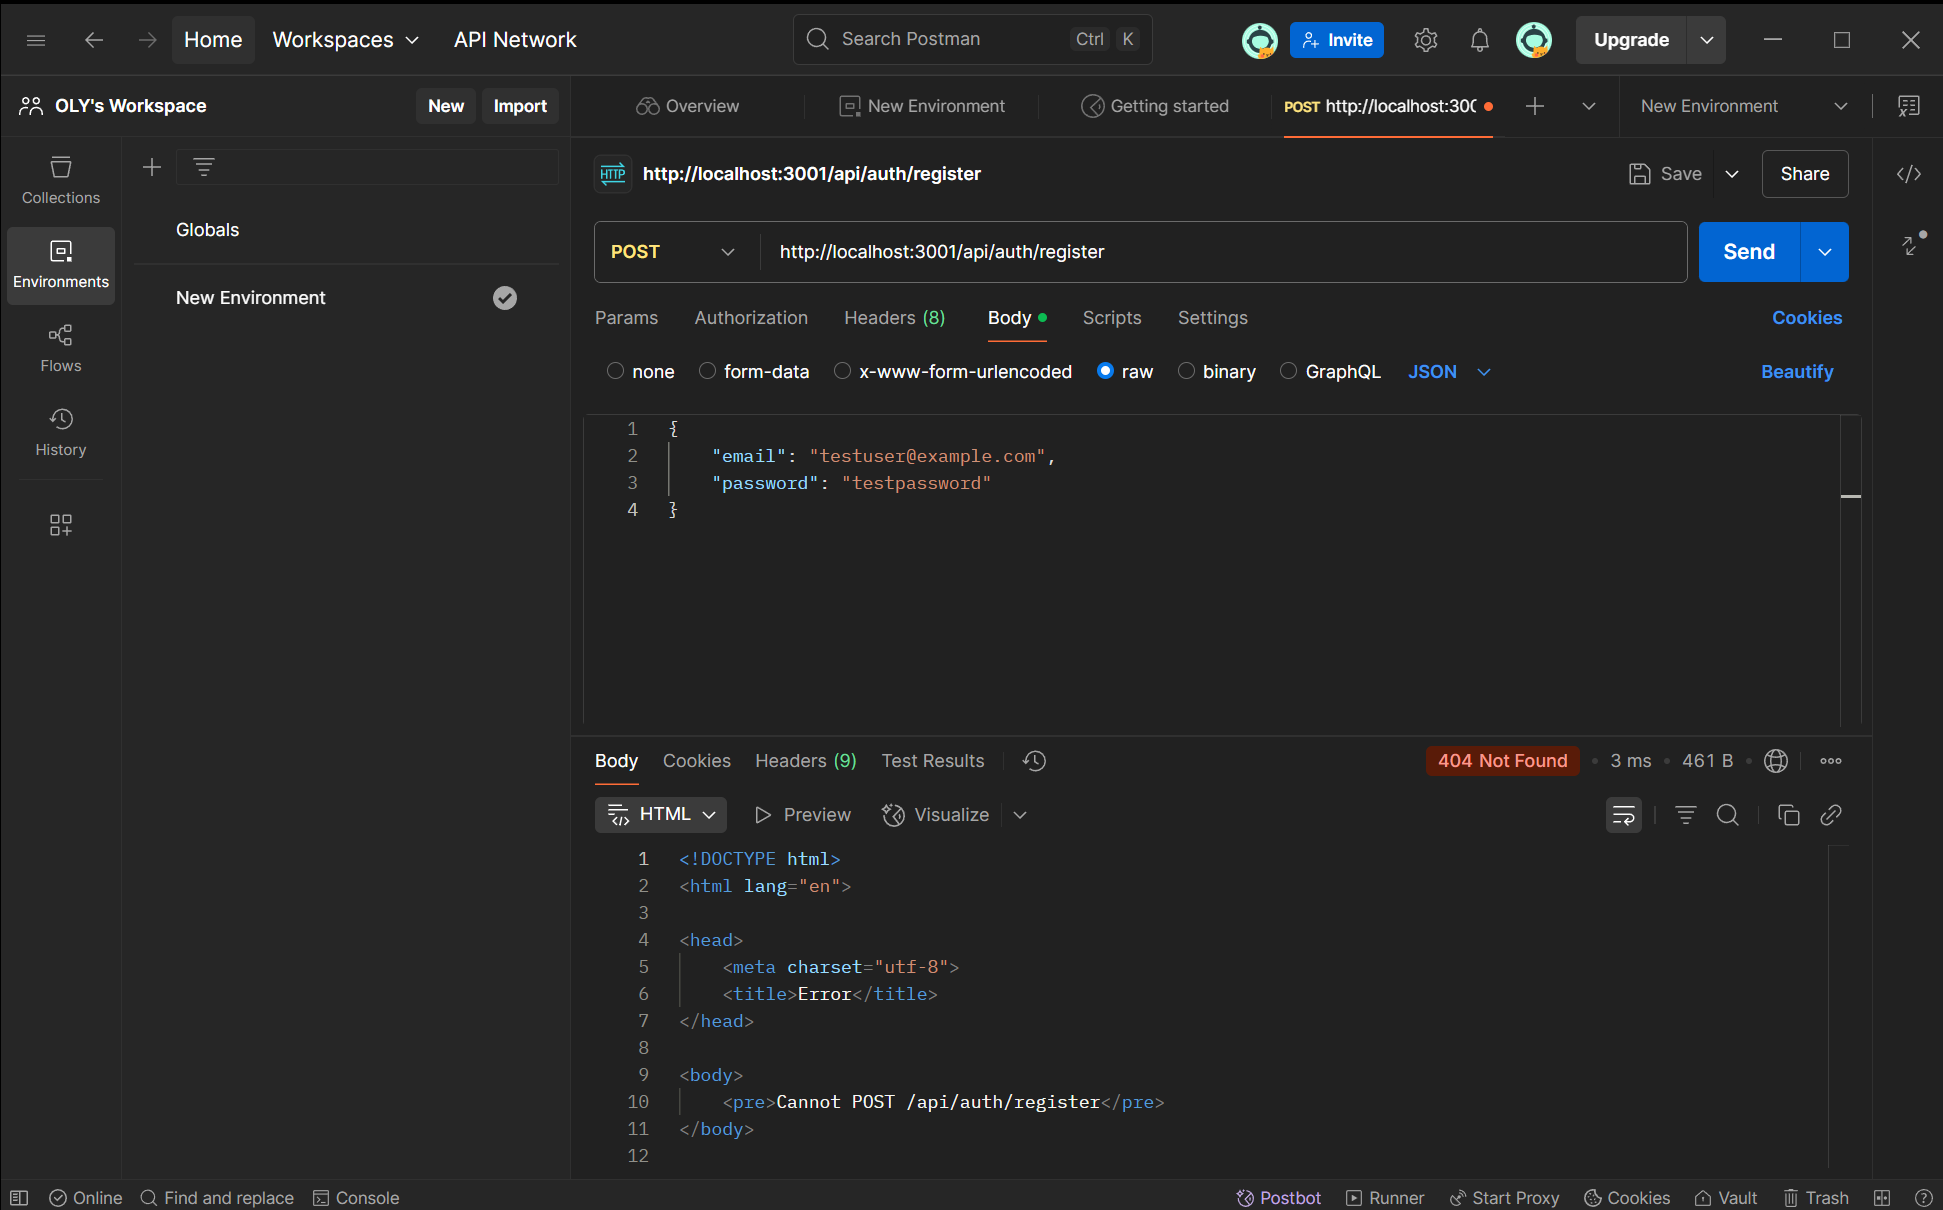 Home Workspaces API Network Search Postman Ctrl K Invite Upgrade
OLY's Workspace New Import Overview New Environment Getting started POST http://localhost:300 New Environment
HTTP http://localhost:3001/api/auth/register Save Share
Collections
Environments
Flows
History
Globals
New Environment
POST http://localhost:3001/api/auth/register Send
Params Authorization Headers (8) Body Scripts Settings Cookies
none form-data x-www-form-urlencoded raw binary GraphQL JSON Beautify
1 {
2 "email": "testuser@example.com",
3 "password": "testpassword"
4 }
Body Cookies Headers (9) Test Results 404 Not Found 3 ms 461 B
HTML Preview Visualize
1 <!DOCTYPE html>
2 <html lang="en">
3
4 <head>
5 <meta charset="utf-8">
6 <title>Error</title>
7 </head>
8
9 <body>
10 <pre>Cannot POST /api/auth/register</pre>
11 </body>
12
Online Find and replace Console Postbot Runner Start Proxy Cookies Vault Trash